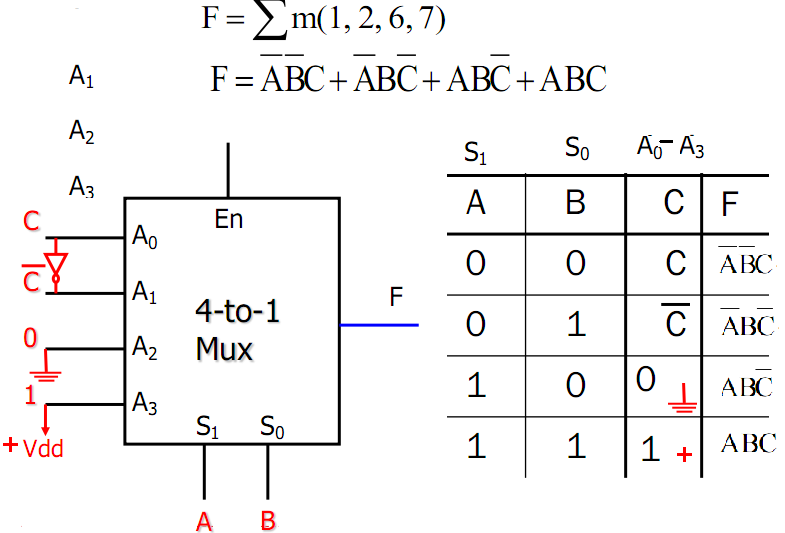 F = ∑ m(1, 2, 6, 7)
F = A̅B̅C + A̅BC̅ + ABC̅ + ABC
A₁
A₂
A₃
C
A₀
En
C̅
A₁
4-to-1
F
0
A₂
Mux
1
A₃
+ Vdd
S₁ S₀
A B
S₁ S₀ A₀– A₃
A B C F
0 0 C A̅B̅C
0 1 C̅ A̅BC̅
1 0 0 ABC̅
1 1 1 + ABC